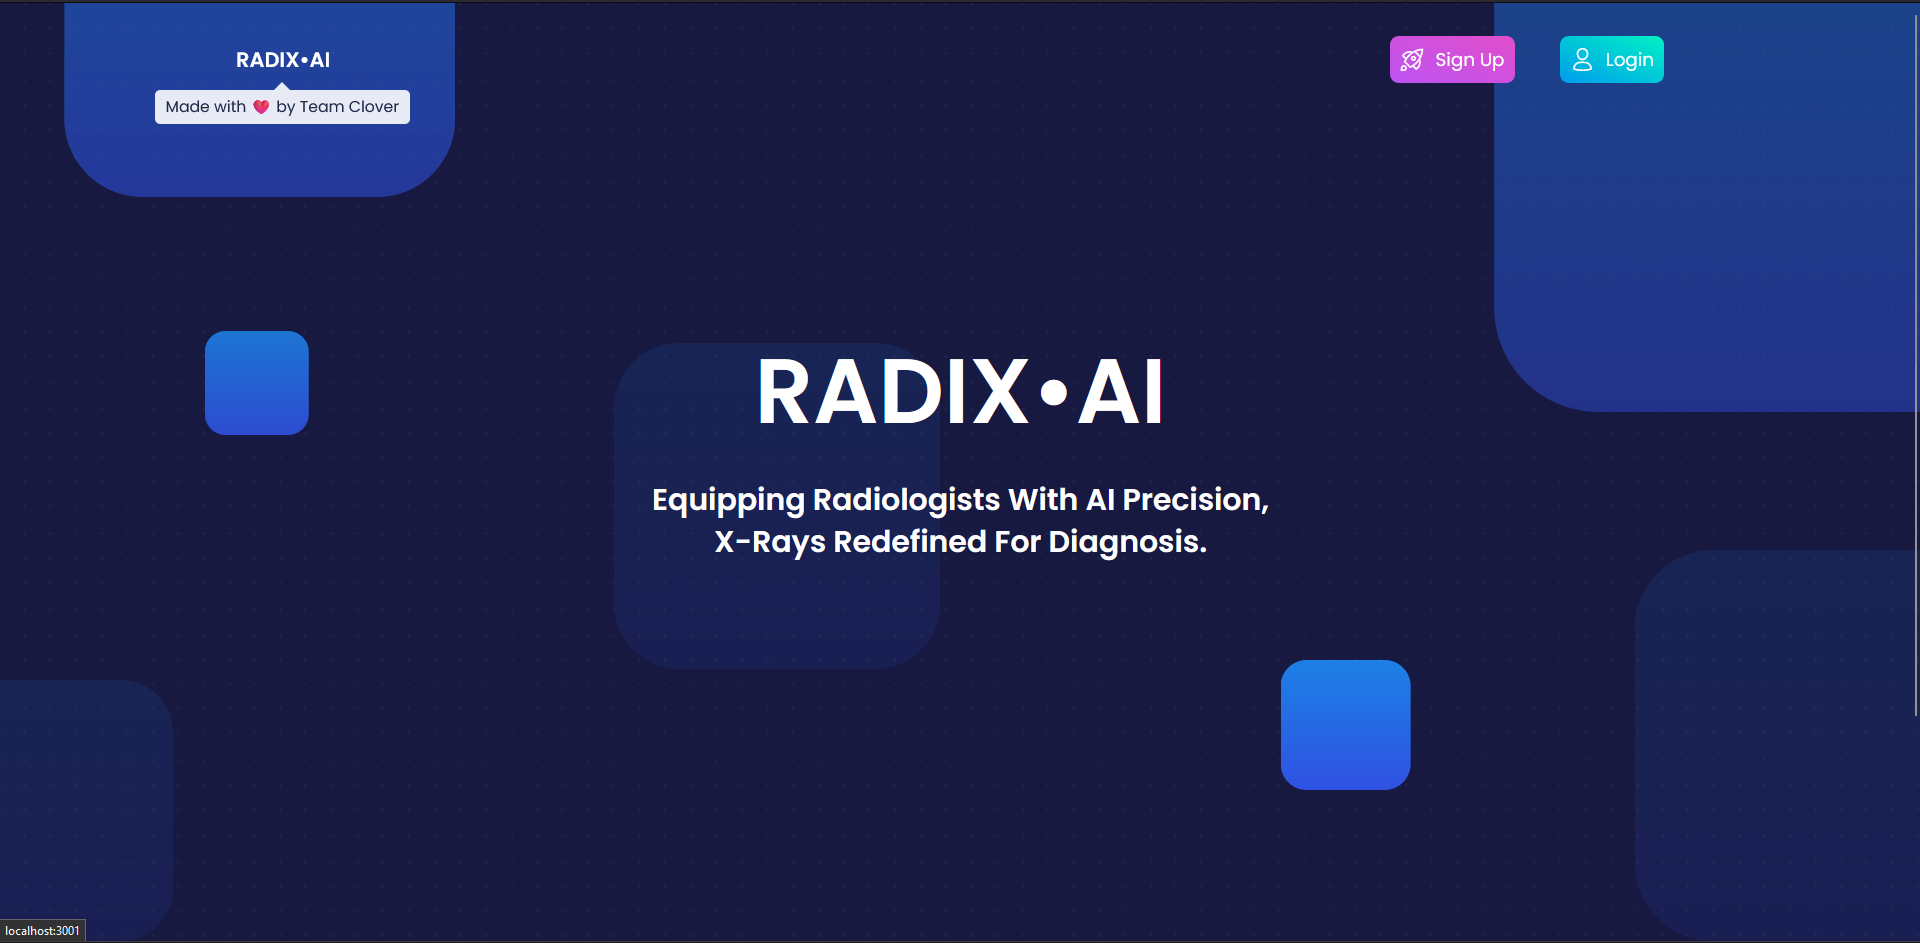 RADIX•AI
Sign Up
Login
Made with ❤️ by Team Clover
RADIX•AI
Equipping Radiologists With AI Precision,
X-Rays Redefined For Diagnosis.
localhost:3001